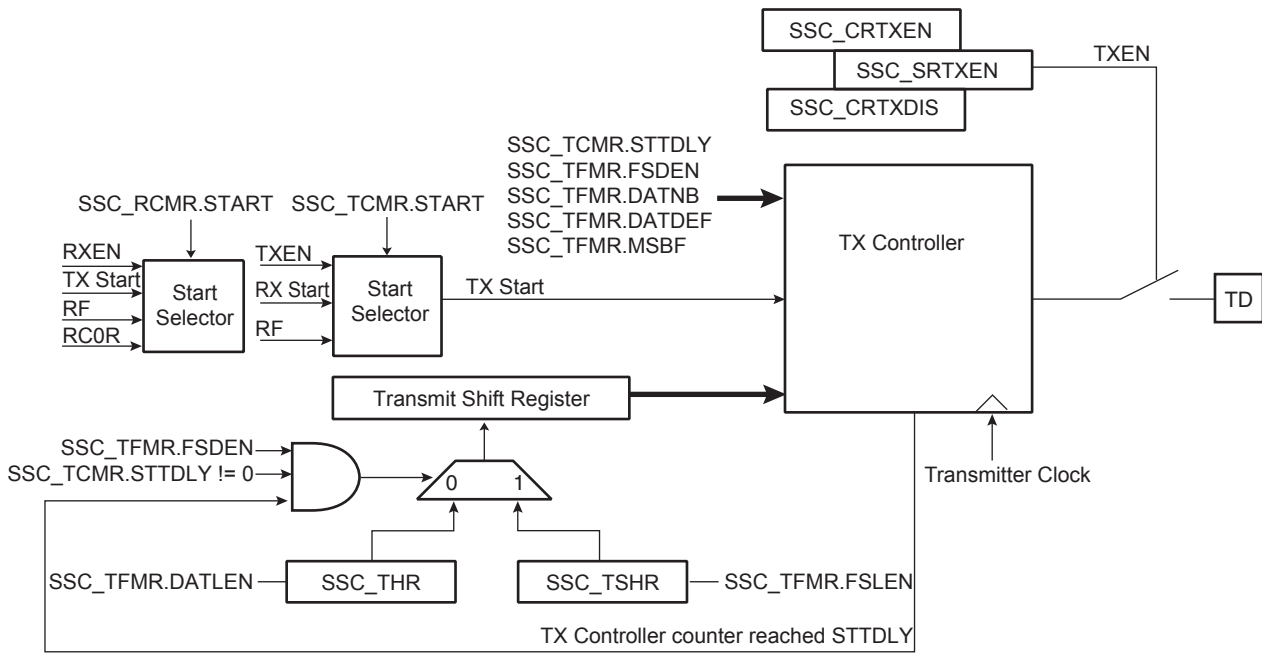 SSC_CRTXEN
SSC_SRTXEN
TXEN
SSC_CRTXDIS
SSC_TCMR.STTDLY
SSC_TFMR.FSDEN
SSC_TFMR.DATNB
SSC_TFMR.DATDEF
SSC_TFMR.MSBF
TX Controller
SSC_RCMR.START
SSC_TCMR.START
RXEN
TX Start
RF
RC0R
Start
Selector
TXEN
RX Start
RF
Start
Selector
TX Start
TD
Transmit Shift Register
Transmitter Clock
SSC_TFMR.FSDEN
SSC_TCMR.STTDLY != 0
0
1
SSC_TFMR.DATLEN
SSC_THR
SSC_TSHR
SSC_TFMR.FSLEN
TX Controller counter reached STTDLY